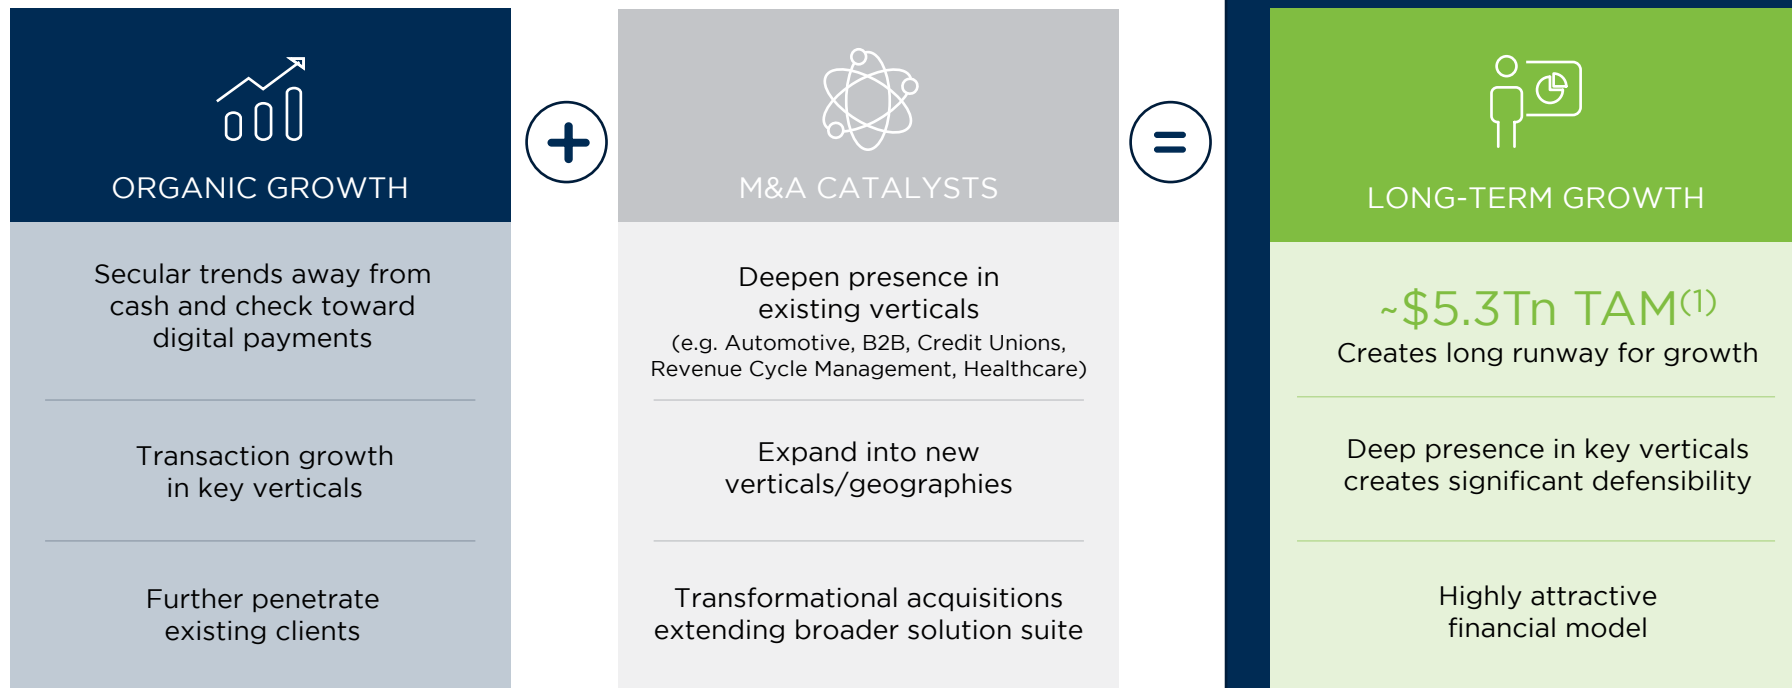 ORGANIC GROWTH
Secular trends away from
cash and check toward
digital payments
Transaction growth
in key verticals
Further penetrate
existing clients
+
M&A CATALYSTS
Deepen presence in
existing verticals
(e.g. Automotive, B2B, Credit Unions,
Revenue Cycle Management, Healthcare)
Expand into new
verticals/geographies
Transformational acquisitions
extending broader solution suite
=
LONG-TERM GROWTH
~$5.3Tn TAM(1)
Creates long runway for growth
Deep presence in key verticals
creates significant defensibility
Highly attractive
financial model